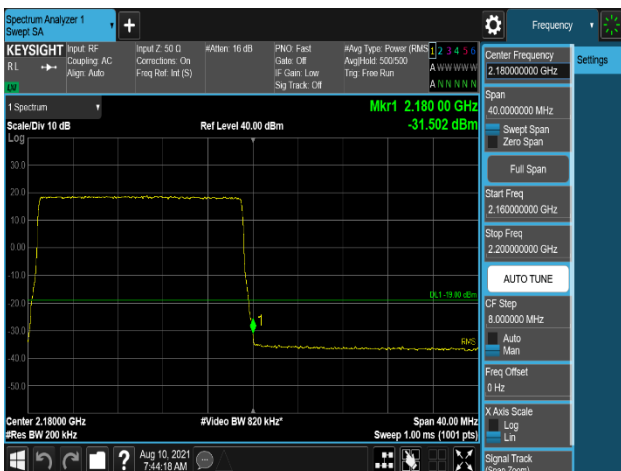 Spectrum Analyzer 1
Swept SA
+
Frequency
KEYSIGHT
RL
Input: RF
Coupling: AC
Align: Auto
Input Z: 50 Ω
Corrections: On
Freq Ref: Int (S)
#Atten: 16 dB
PNO: Fast
Gate: Off
IF Gain: Low
Sig Track: Off
#Avg Type: Power (RMS
Avg|Hold: 500/500
Trig: Free Run
1 2 3 4 5 6
A W W W W W
A N N N N N
1 Spectrum
Scale/Div 10 dB
Log
Ref Level 40.00 dBm
Mkr1 2.180 00 GHz
-31.502 dBm
30.0
20.0
10.0
0.00
-10.0
-20.0
-30.0
-40.0
-50.0
DL1 -19.00 dBm
1
RMS
Center 2.18000 GHz
#Res BW 200 kHz
#Video BW 820 kHz*
Span 40.00 MHz
Sweep 1.00 ms (1001 pts)
Aug 10, 2021
7:44:18 AM
Center Frequency
2.180000000 GHz
Settings
Span
40.0000000 MHz
Swept Span
Zero Span
Full Span
Start Freq
2.160000000 GHz
Stop Freq
2.200000000 GHz
AUTO TUNE
CF Step
8.000000 MHz
Auto
Man
Freq Offset
0 Hz
X Axis Scale
Log
Lin
Signal Track
(Span Zoom)